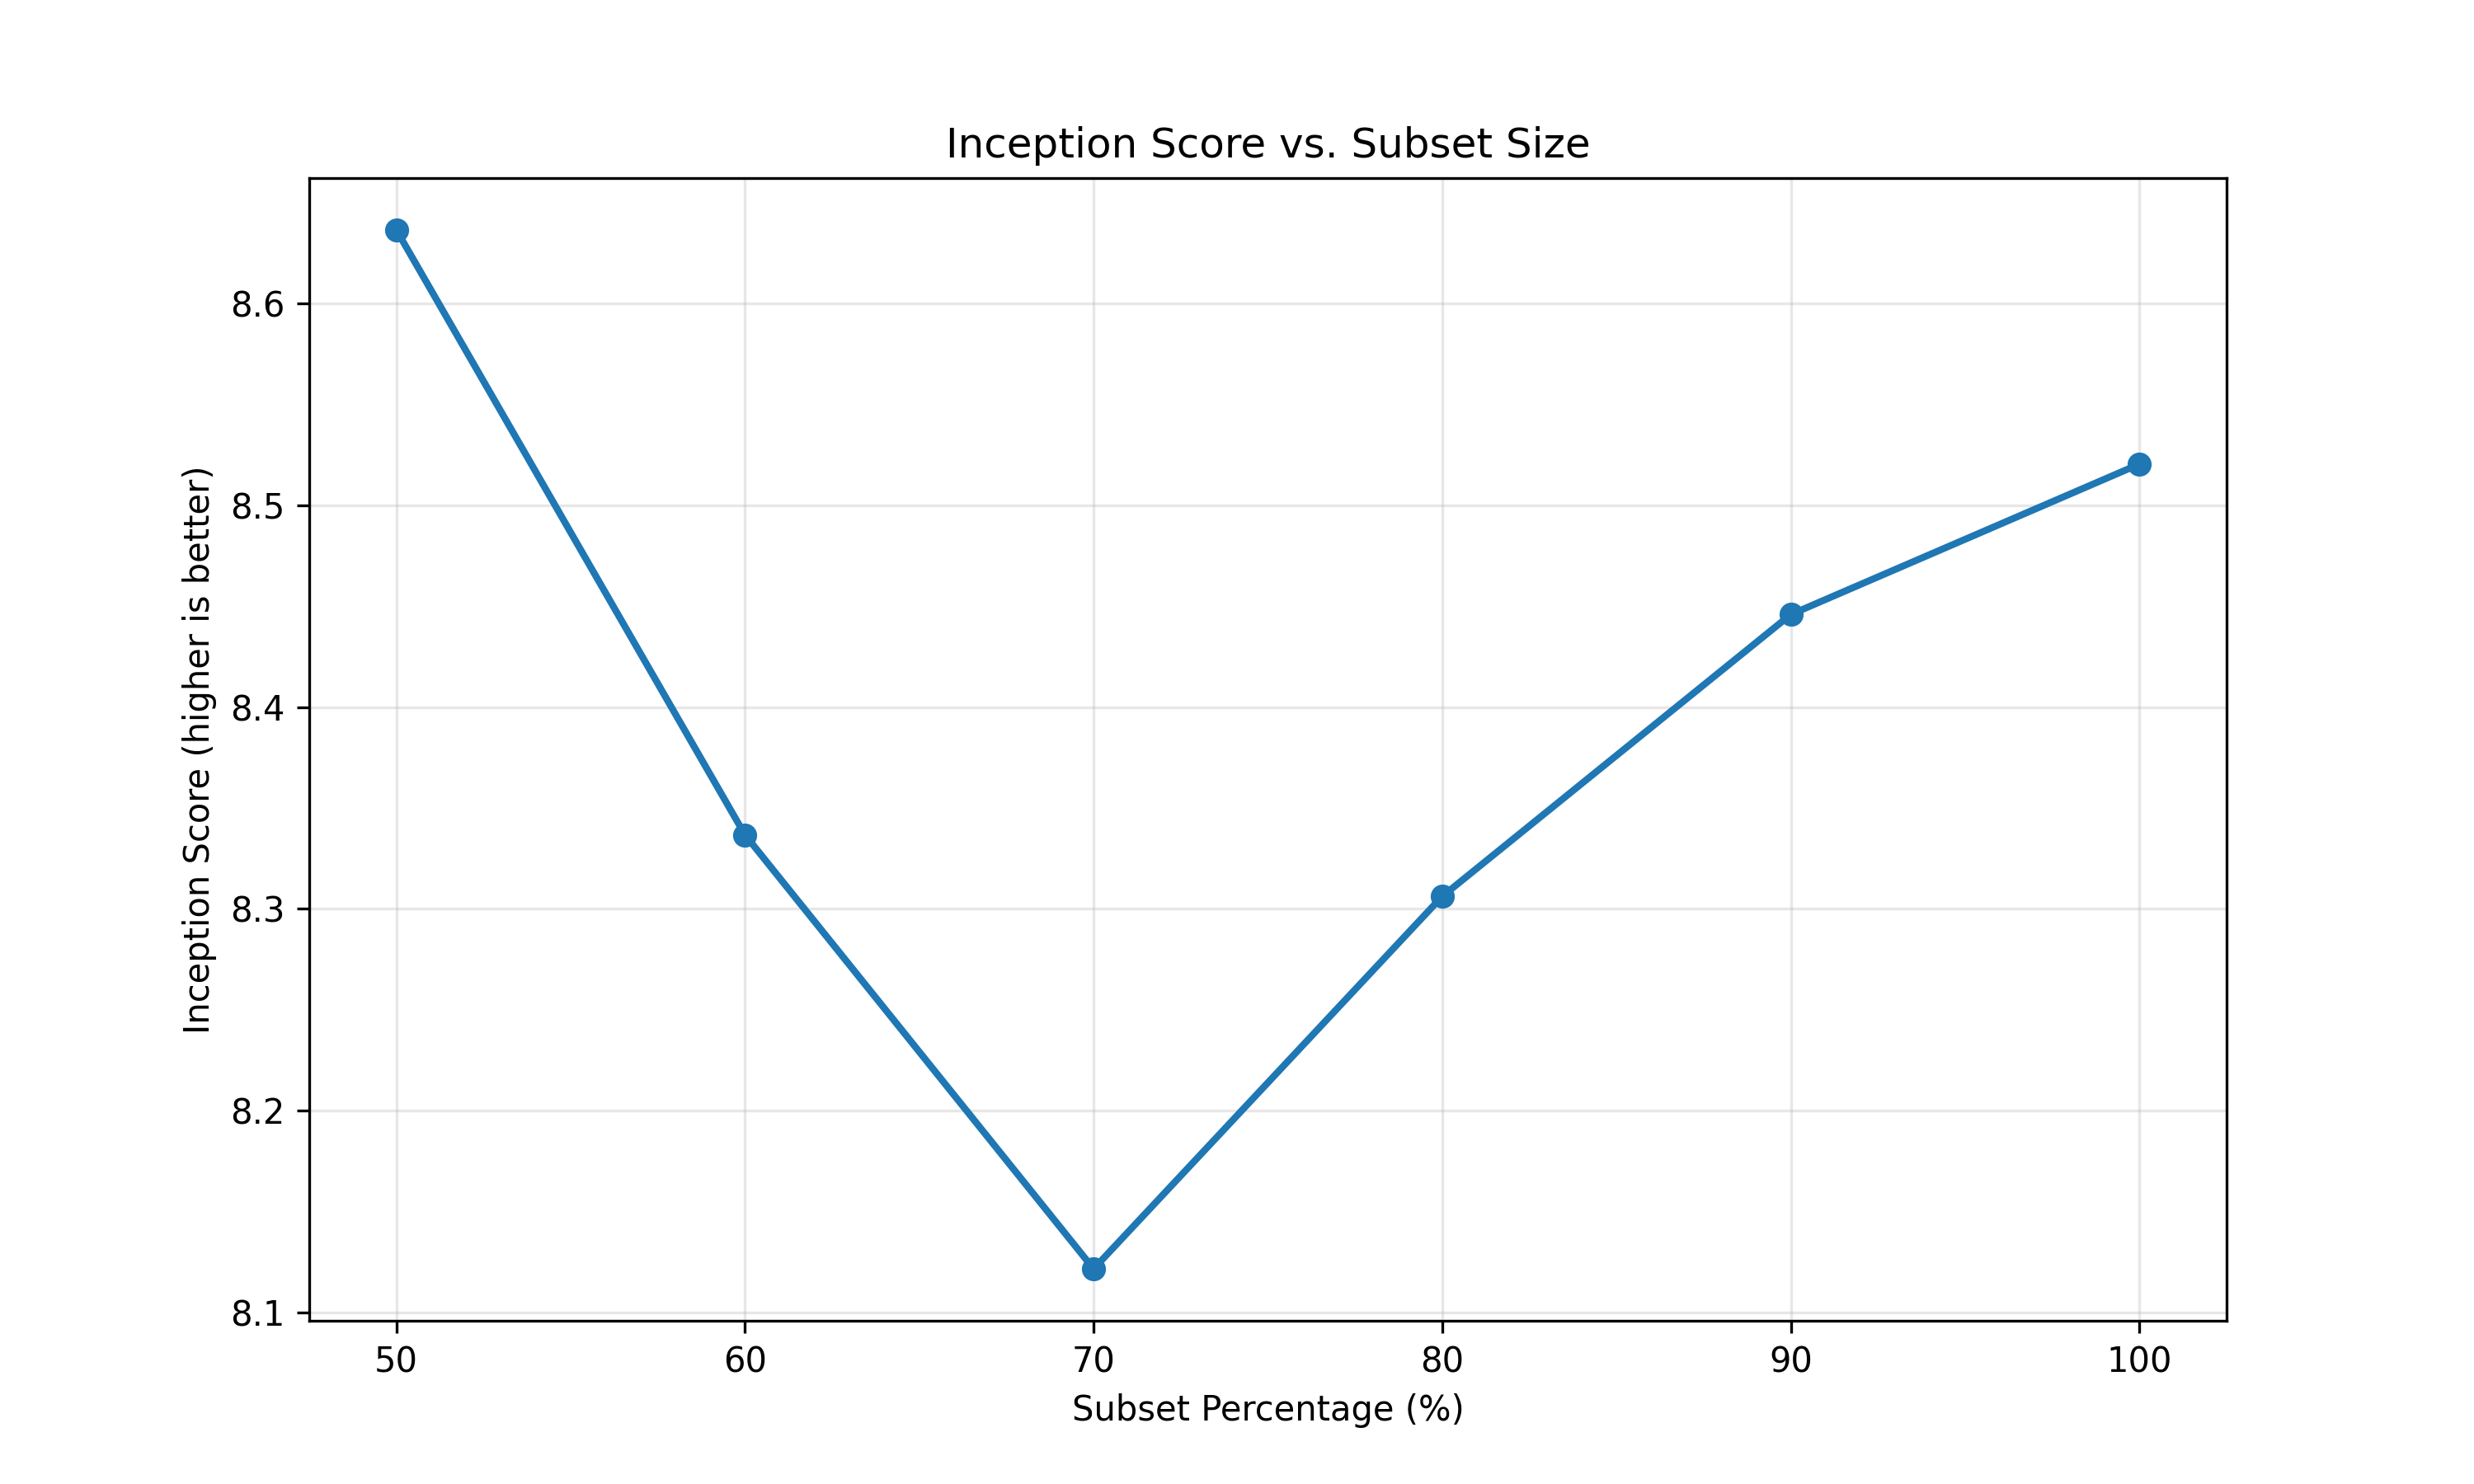 Inception Score vs. Subset Size
Inception Score (higher is better)
8.6
8.5
8.4
8.3
8.2
8.1
50 60 70 80 90 100
Subset Percentage (%)